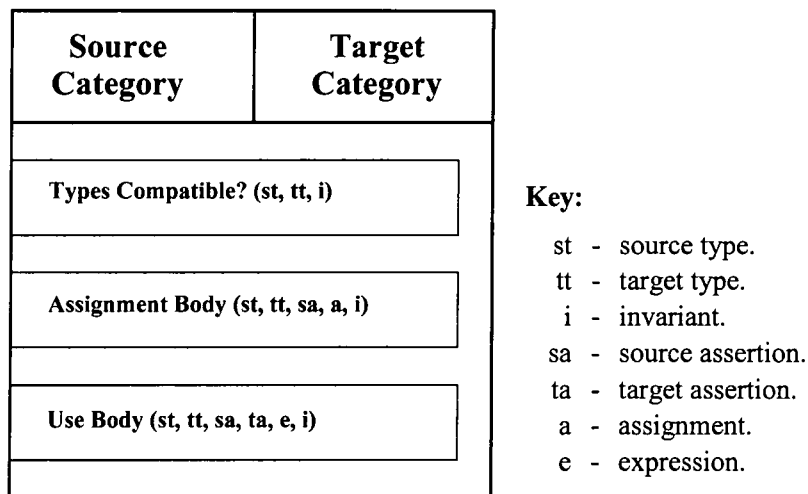 Source Category
Target Category
Types Compatible? (st, tt, i)
Assignment Body (st, tt, sa, a, i)
Use Body (st, tt, sa, ta, e, i)
Key:
st - source type.
tt - target type.
i - invariant.
sa - source assertion.
ta - target assertion.
a - assignment.
e - expression.